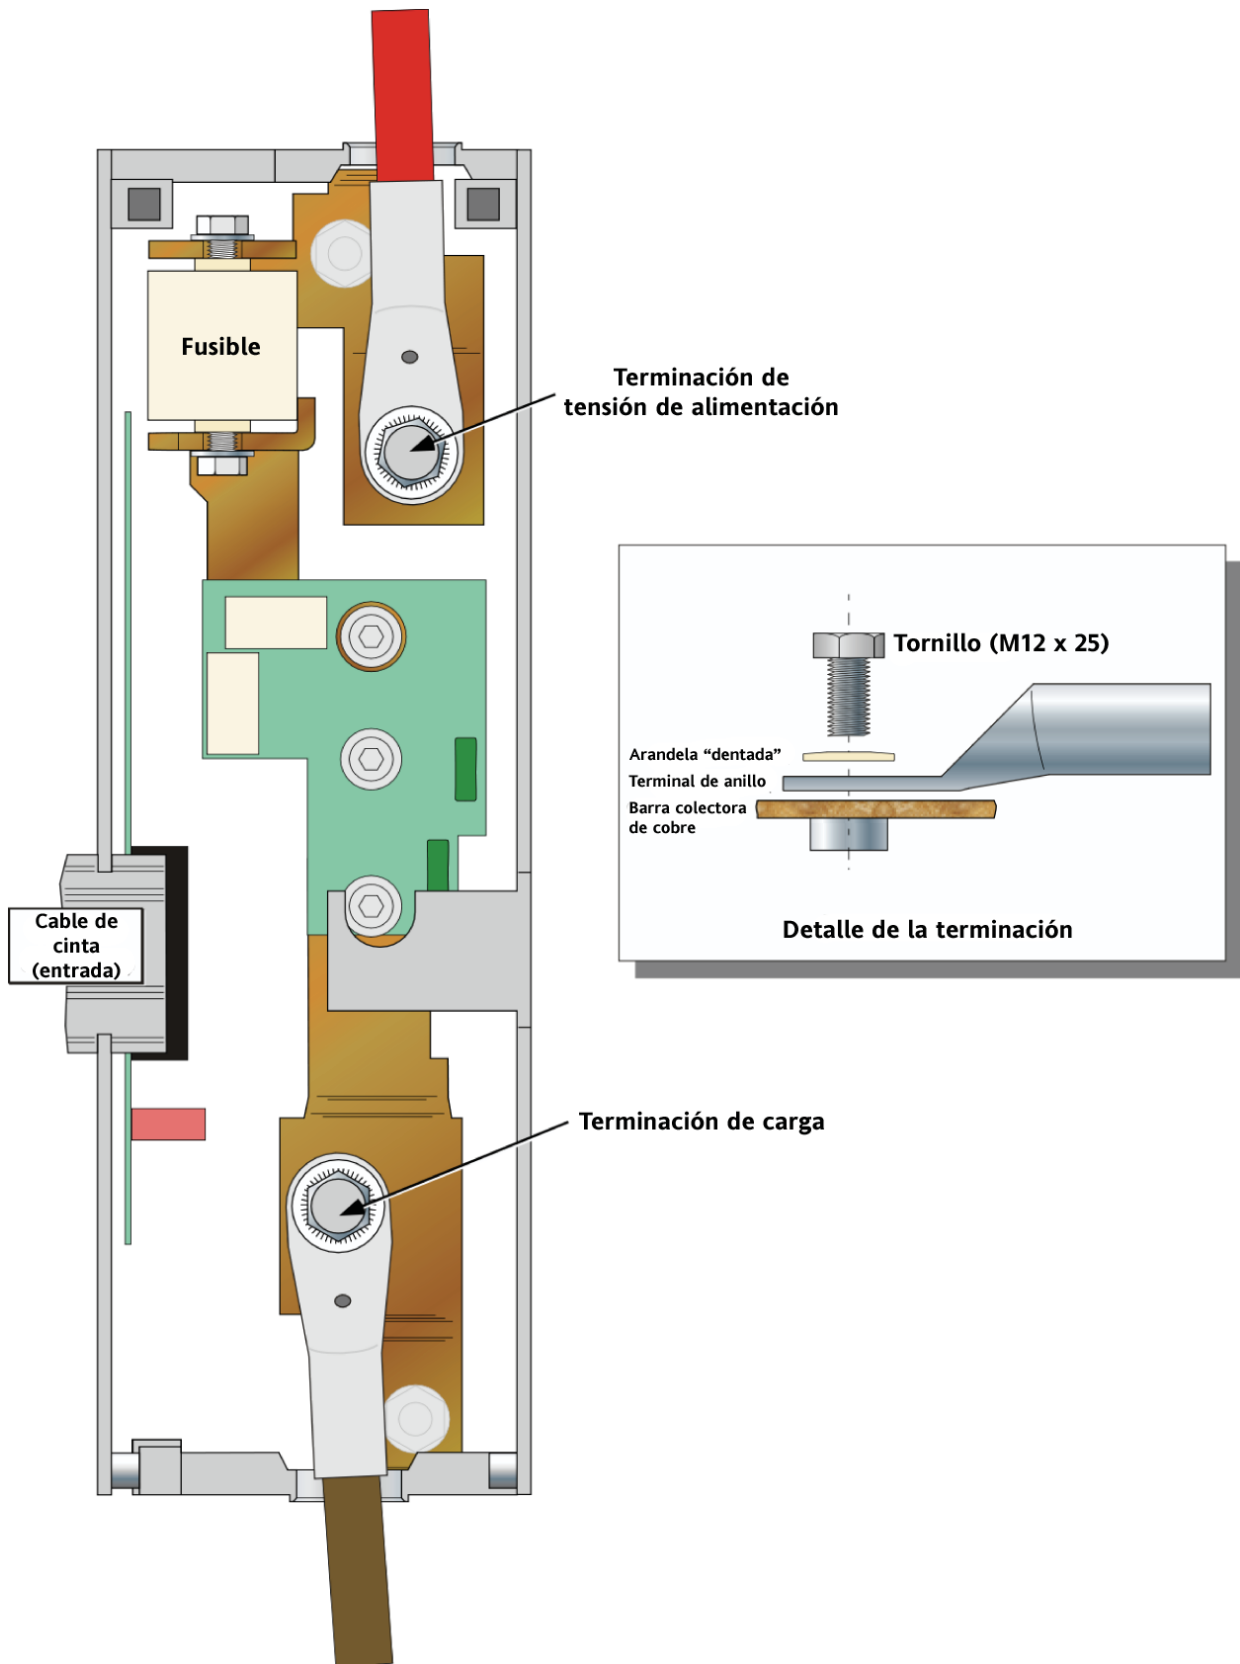 Fusible
Terminación de
tensión de alimentación
Tornillo (M12 x 25)
Arandela “dentada”
Terminal de anillo
Barra colectora
de cobre
Detalle de la terminación
Cable de
cinta
(entrada)
Terminación de carga